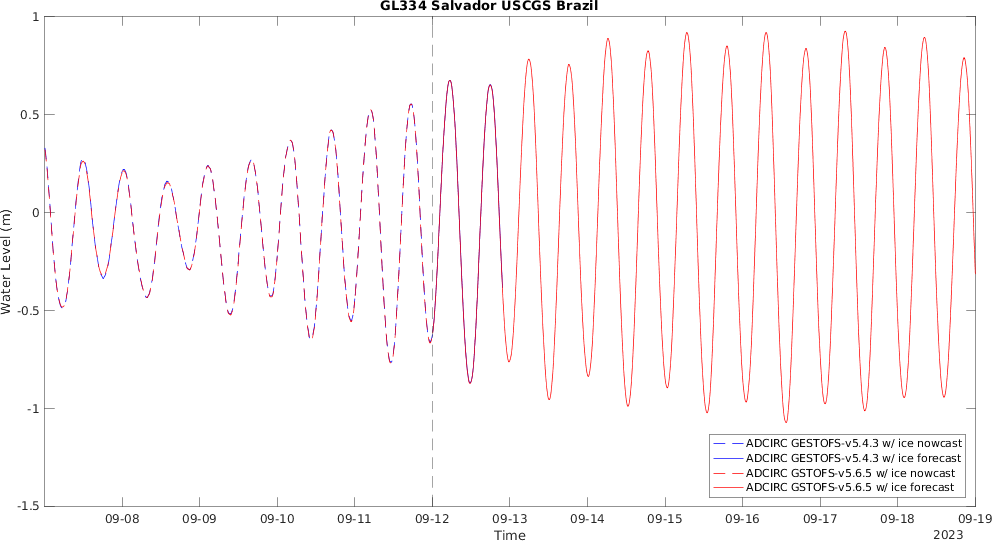 GL334 Salvador USCGS Brazil
1
0.5
0
-0.5
-1
-1.5
Water Level (m)
ADCIRC GESTOFS-v5.4.3 w/ ice nowcast
ADCIRC GESTOFS-v5.4.3 w/ ice forecast
ADCIRC GSTOFS-v5.6.5 w/ ice nowcast
ADCIRC GSTOFS-v5.6.5 w/ ice forecast
09-08 09-09 09-10 09-11 09-12 09-13 09-14 09-15 09-16 09-17 09-18 09-19
Time
2023